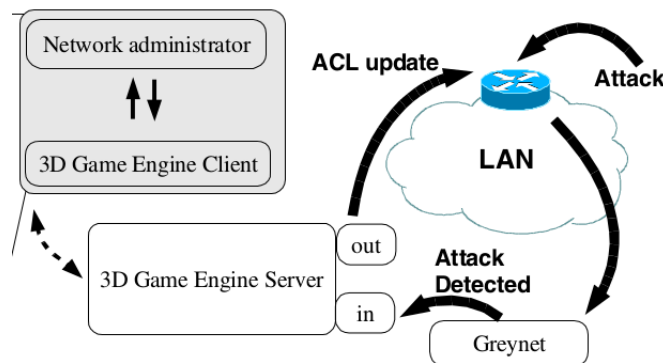 Network administrator
3D Game Engine Client
ACL update
Attack
LAN
3D Game Engine Server
out
in
Attack
Detected
Greynet